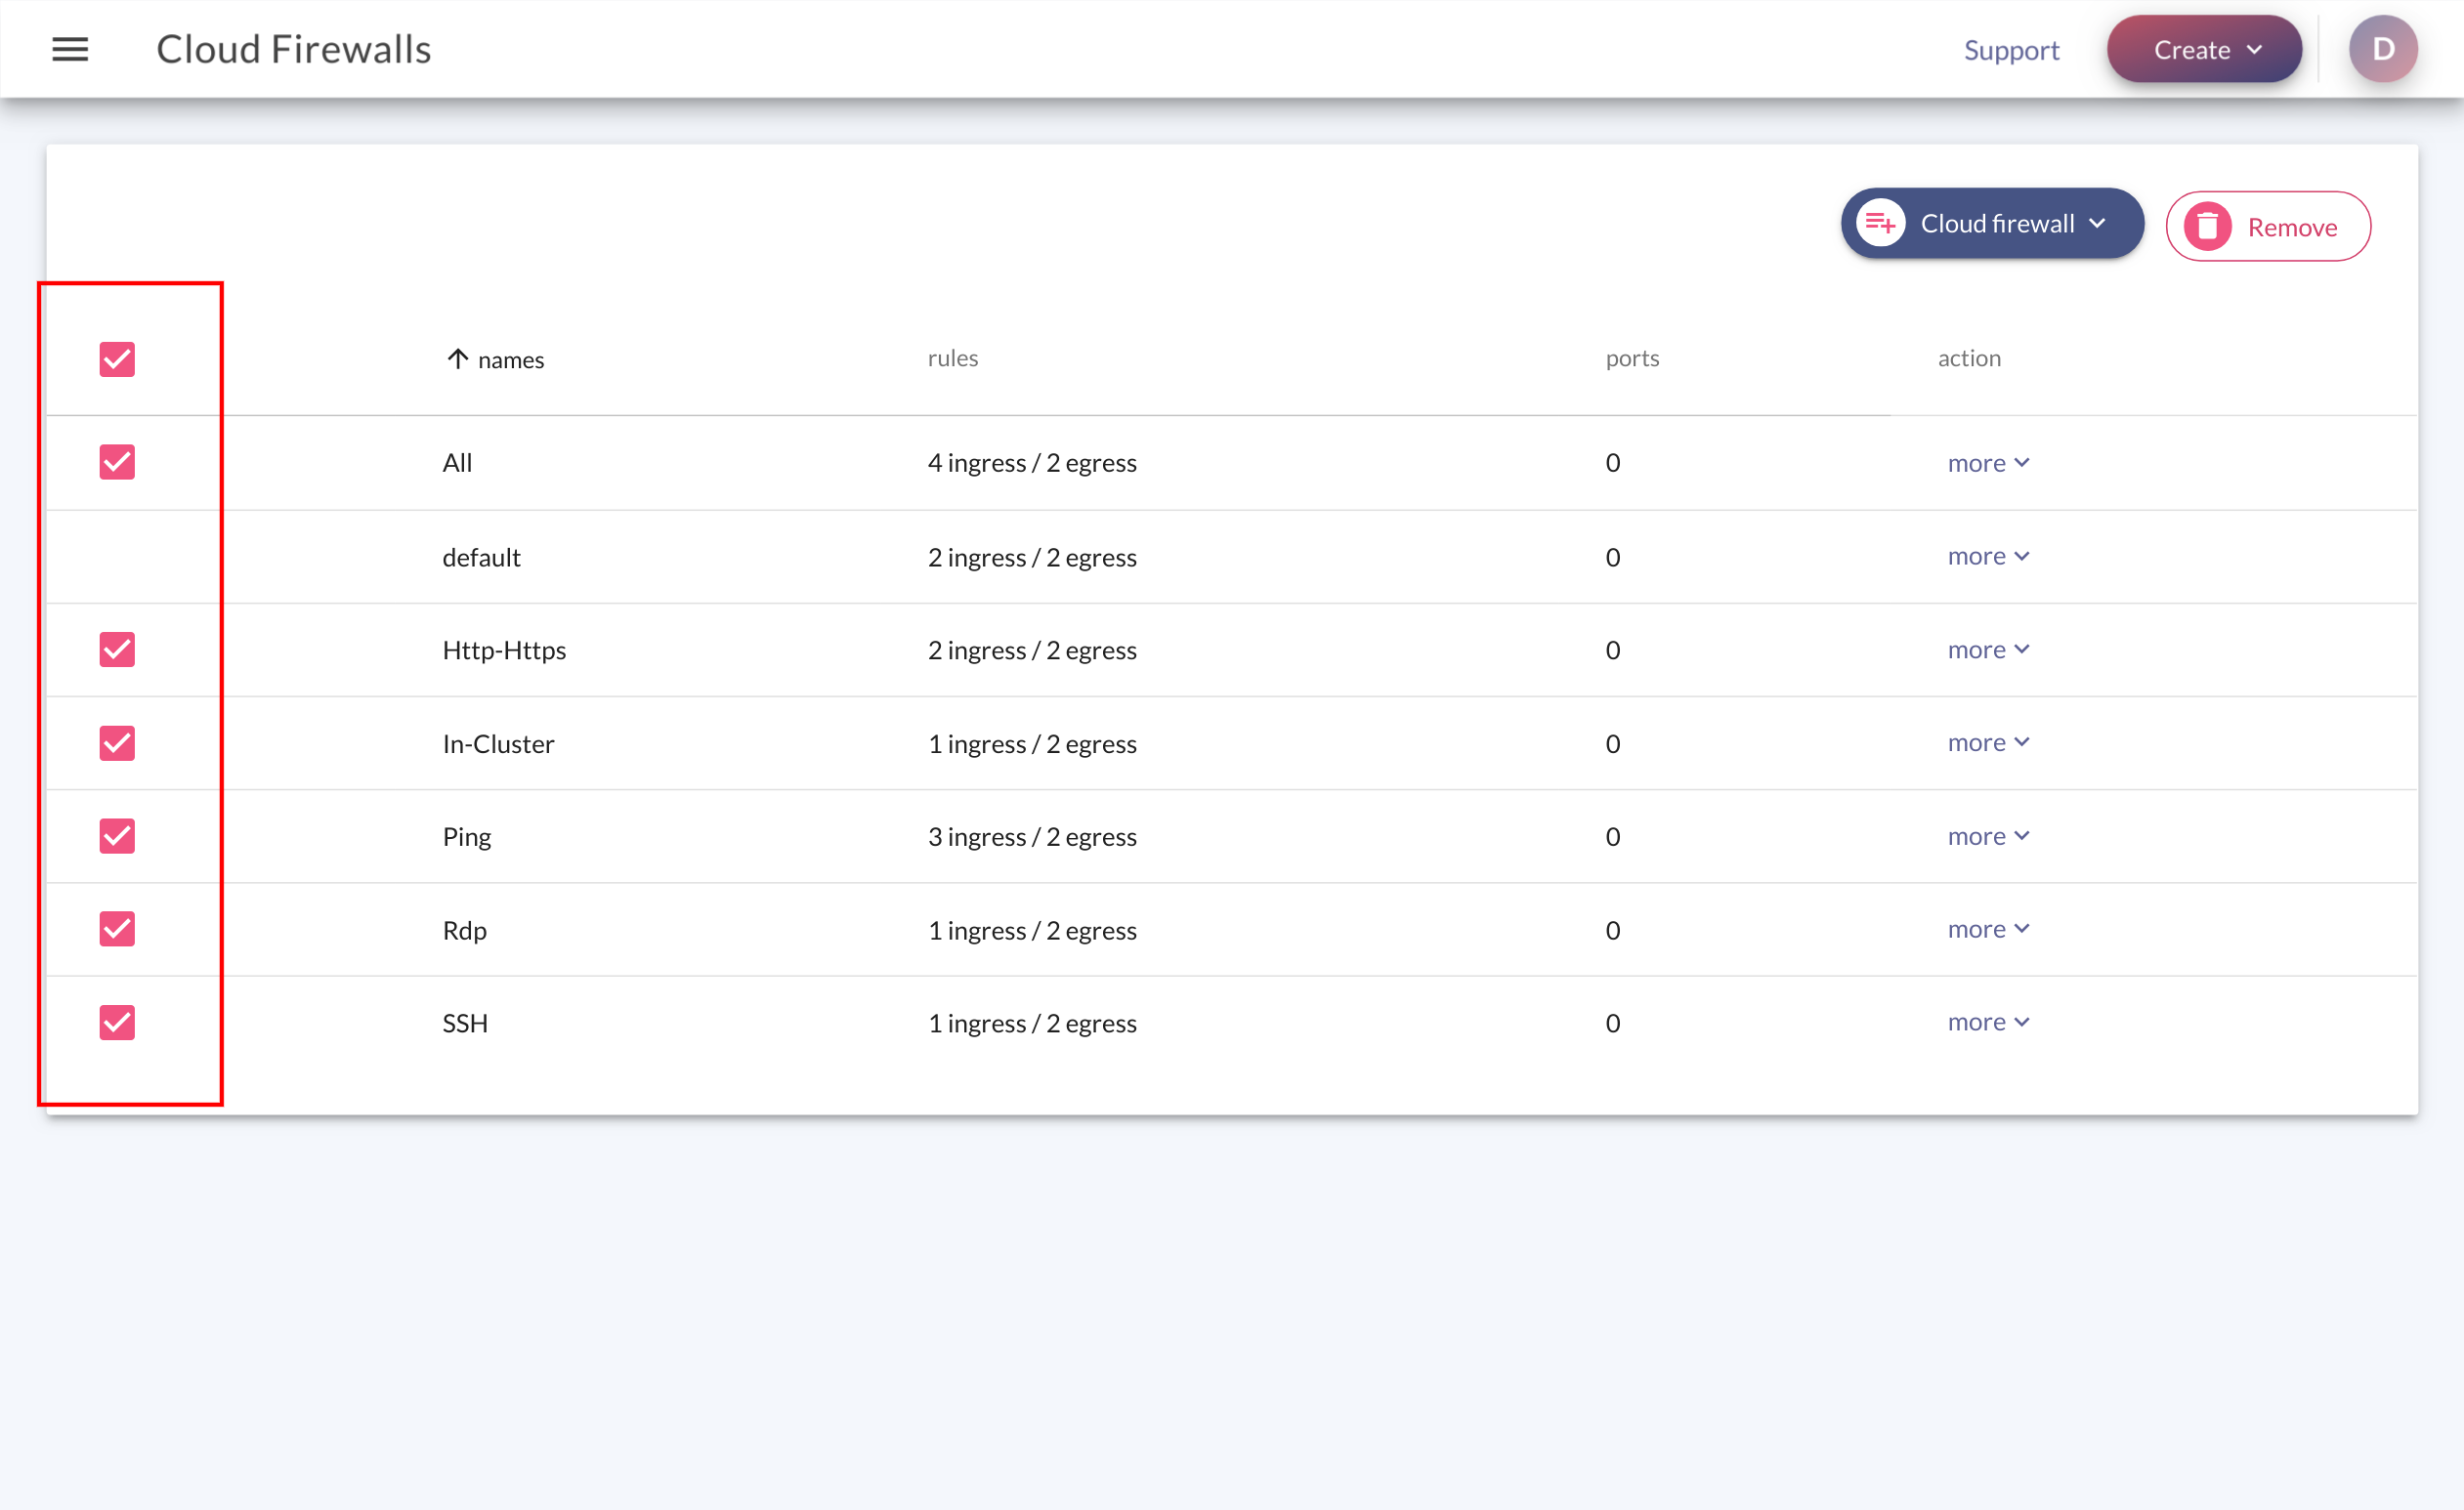 Cloud Firewalls Support Create D
Cloud firewall Remove
names rules ports action
All 4 ingress / 2 egress 0 more
default 2 ingress / 2 egress 0 more
Http-Https 2 ingress / 2 egress 0 more
In-Cluster 1 ingress / 2 egress 0 more
Ping 3 ingress / 2 egress 0 more
Rdp 1 ingress / 2 egress 0 more
SSH 1 ingress / 2 egress 0 more